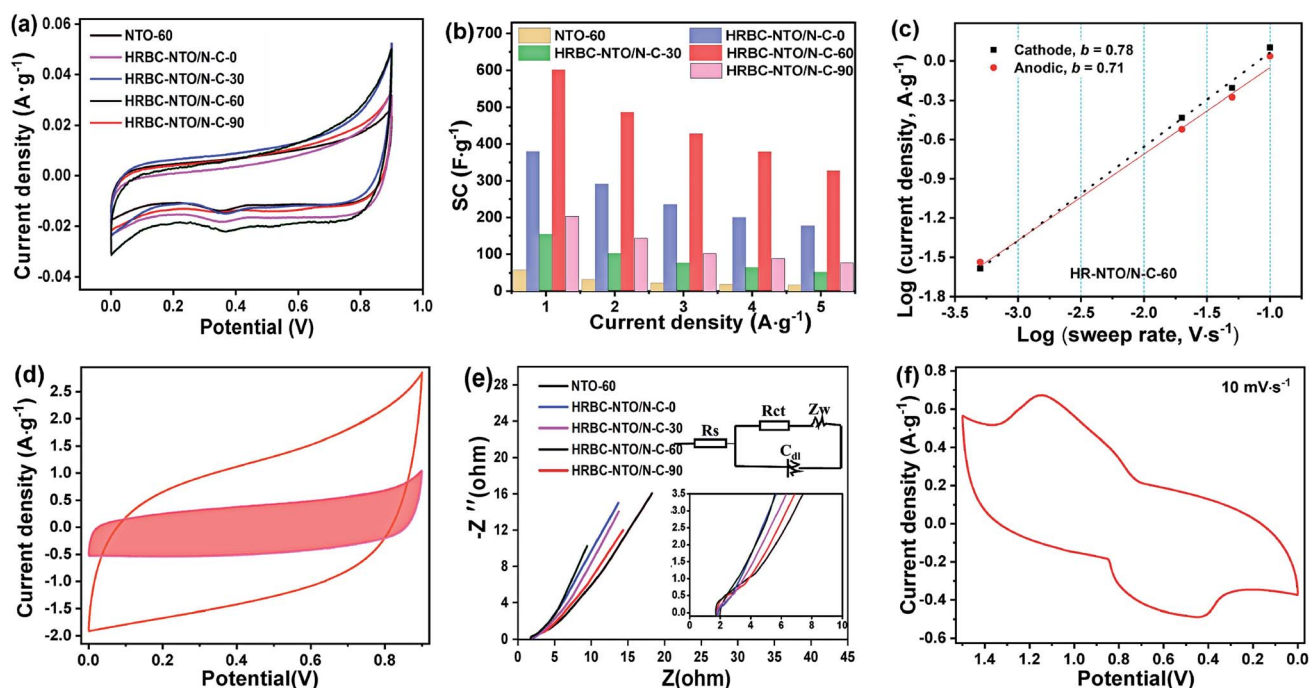 (a)
0.06
0.04
0.02
0.00
-0.02
-0.04
Current density (A·g⁻¹)
NTO-60
HRBC-NTO/N-C-0
HRBC-NTO/N-C-30
HRBC-NTO/N-C-60
HRBC-NTO/N-C-90
0.0 0.2 0.4 0.6 0.8 1.0
Potential (V)
(b)
700
600
500
400
300
200
100
0
SC (F·g⁻¹)
NTO-60 HRBC-NTO/N-C-0
HRBC-NTO/N-C-30 HRBC-NTO/N-C-60
HRBC-NTO/N-C-90
1 2 3 4 5
Current density (A·g⁻¹)
(c)
0.0
-0.3
-0.6
-0.9
-1.2
-1.5
-1.8
Log (current density, A·g⁻¹)
Cathode, b = 0.78
Anodic, b = 0.71
HR-NTO/N-C-60
-3.5 -3.0 -2.5 -2.0 -1.5 -1.0
Log (sweep rate, V·s⁻¹)
(d)
2.5
2.0
1.5
1.0
0.5
0.0
-0.5
-1.0
-1.5
-2.0
Current density (A·g⁻¹)
0.0 0.2 0.4 0.6 0.8
Potential(V)
(e)
28
24
20
16
12
8
4
0
-Z ″(ohm)
NTO-60
HRBC-NTO/N-C-0
HRBC-NTO/N-C-30
HRBC-NTO/N-C-60
HRBC-NTO/N-C-90
Rs
Rct
Zw
Cdl
3.5
3.0
2.5
2.0
1.5
1.0
0.5
0.0
0 2 4 6 8 10
0 5 10 15 20 25 30 35 40 45
Z(ohm)
(f)
0.8
0.6
0.4
0.2
0.0
-0.2
-0.4
-0.6
Current density (A·g⁻¹)
10 mV·s⁻¹
1.4 1.2 1.0 0.8 0.6 0.4 0.2 0.0
Potential(V)